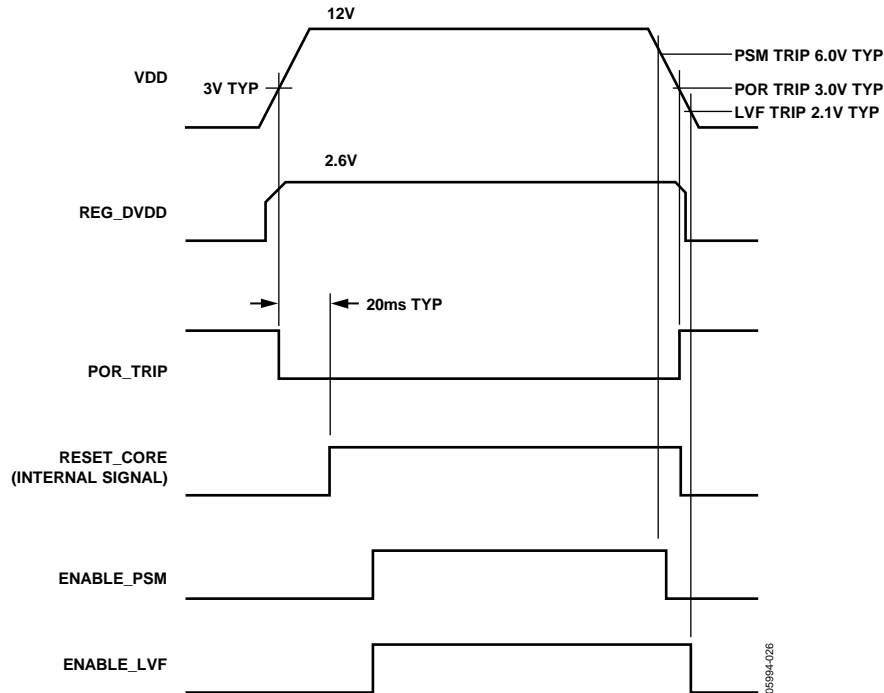 12V
PSM TRIP 6.0V TYP
VDD
3V TYP
POR TRIP 3.0V TYP
LVF TRIP 2.1V TYP
2.6V
REG_DVDD
20ms TYP
POR_TRIP
RESET_CORE
(INTERNAL SIGNAL)
ENABLE_PSM
ENABLE_LVF
05994-026